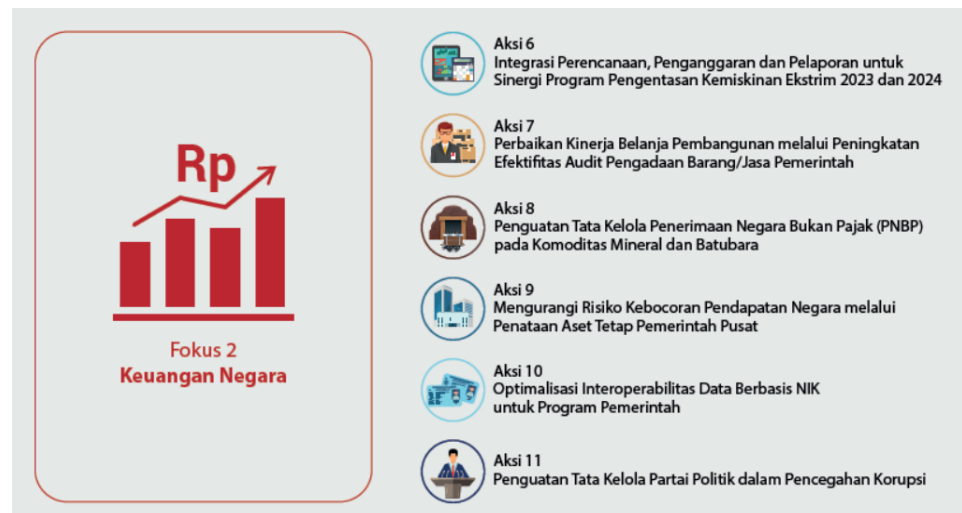 Rp
Fokus 2
Keuangan Negara
Aksi 6
Integrasi Perencanaan, Penganggaran dan Pelaporan untuk
Sinergi Program Pengentasan Kemiskinan Ekstrim 2023 dan 2024
Aksi 7
Perbaikan Kinerja Belanja Pembangunan melalui Peningkatan
Efektifitas Audit Pengadaan Barang/Jasa Pemerintah
Aksi 8
Penguatan Tata Kelola Penerimaan Negara Bukan Pajak (PNBP)
pada Komoditas Mineral dan Batubara
Aksi 9
Mengurangi Risiko Kebocoran Pendapatan Negara melalui
Penataan Aset Tetap Pemerintah Pusat
Aksi 10
Optimalisasi Interoperabilitas Data Berbasis NIK
untuk Program Pemerintah
Aksi 11
Penguatan Tata Kelola Partai Politik dalam Pencegahan Korupsi